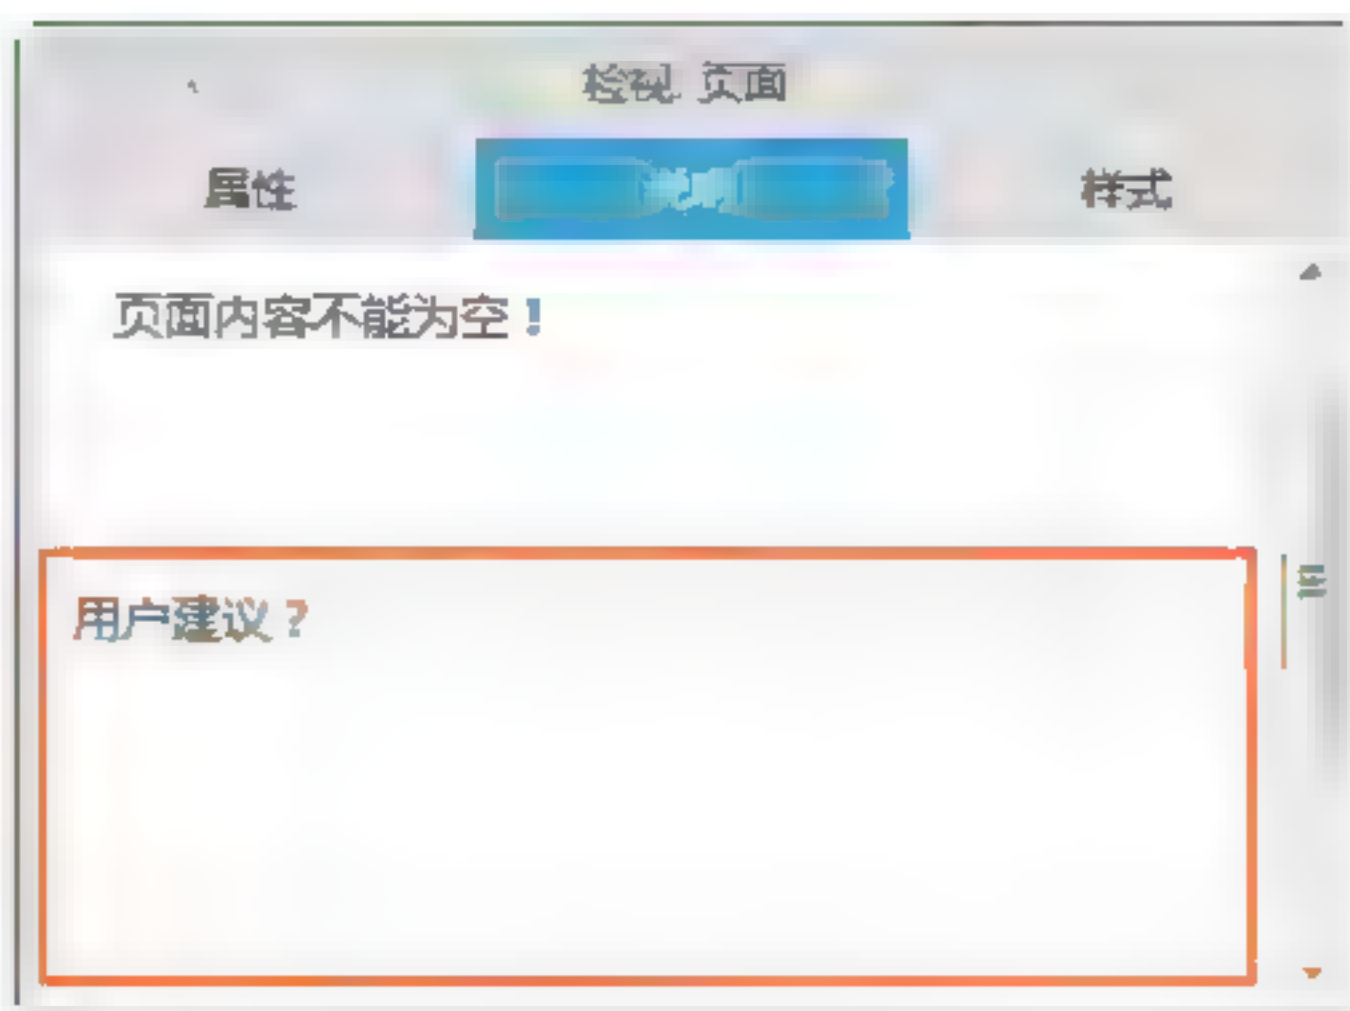 检视 页面
属性
样式
页面内容不能为空！
用户建议？